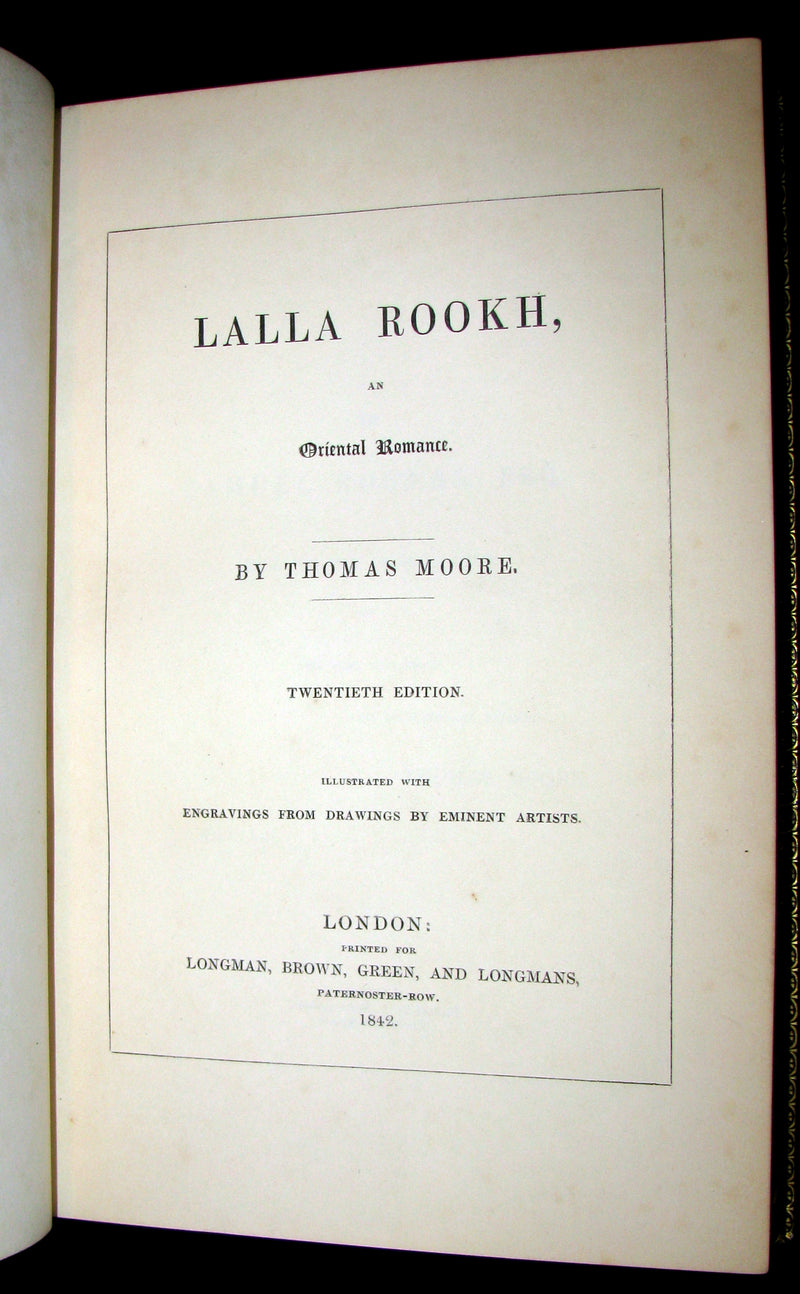 LALLA ROOKH,
AN
Oriental Romance.
BY THOMAS MOORE.
TWENTIETH EDITION.
ILLUSTRATED WITH
ENGRAVINGS FROM DRAWINGS BY EMINENT ARTISTS.
LONDON:
PRINTED FOR
LONGMAN, BROWN, GREEN, AND LONGMANS,
PATERNOSTER-ROW.
1842.